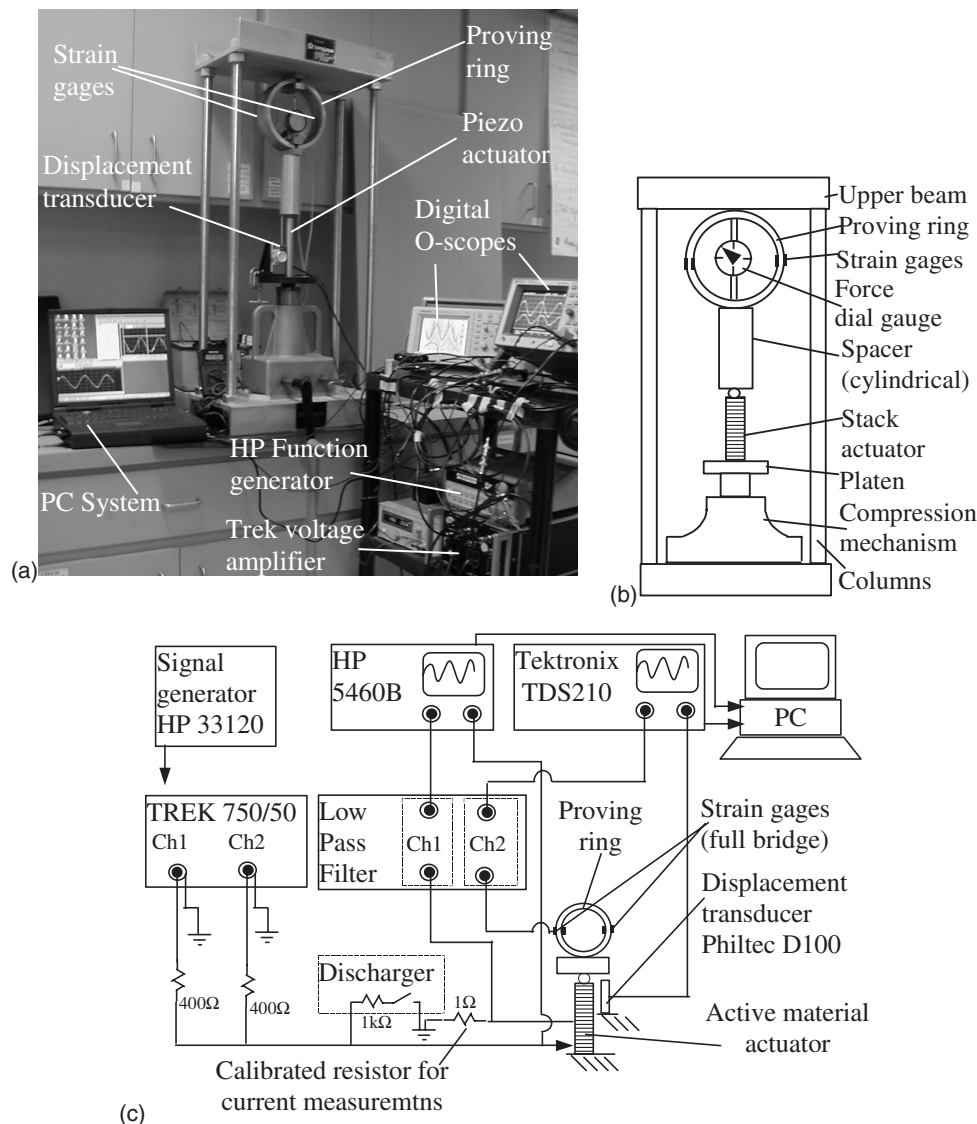 Strain
gages
Proving
ring
Piezo
actuator
Displacement
transducer
Digital
O-scopes
HP Function
generator
PC System
Trek voltage
amplifier
(a)
Upper beam
Proving ring
Strain gages
Force
dial gauge
Spacer
(cylindrical)
Stack
actuator
Platen
Compression
mechanism
Columns
(b)
Signal
generator
HP 33120
HP
5460B
Tektronix
TDS210
PC
TREK 750/50
Ch1
Ch2
Low
Pass
Filter
Ch1
Ch2
Proving
ring
Strain gages
(full bridge)
Displacement
transducer
Philtec D100
Discharger
400Ω
400Ω
1kΩ
1Ω
Active material
actuator
Calibrated resistor for
current measuremtns
(c)